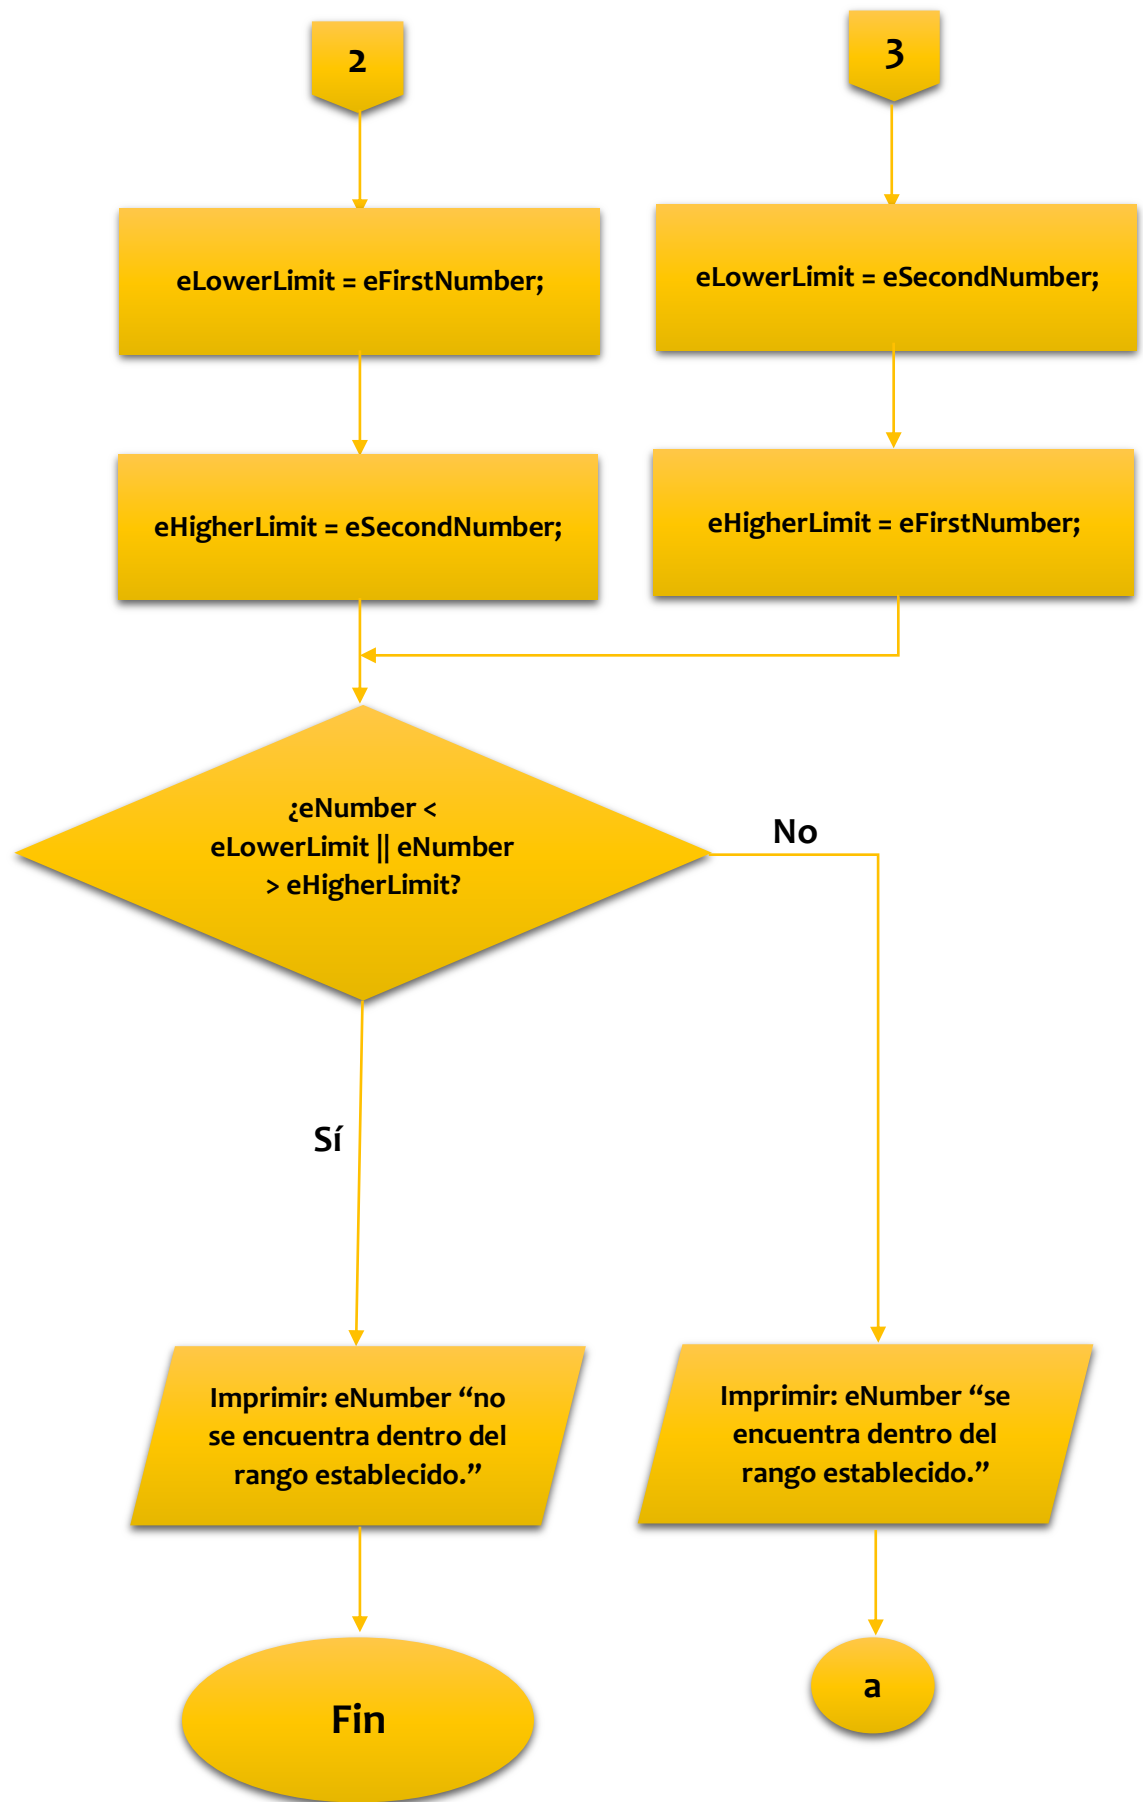 2
3
eLowerLimit = eFirstNumber;
eLowerLimit = eSecondNumber;
eHigherLimit = eSecondNumber;
eHigherLimit = eFirstNumber;
¿eNumber <
eLowerLimit || eNumber
> eHigherLimit?
No
Sí
Imprimir: eNumber “no
se encuentra dentro del
rango establecido.”
Imprimir: eNumber “se
encuentra dentro del
rango establecido.”
Fin
a